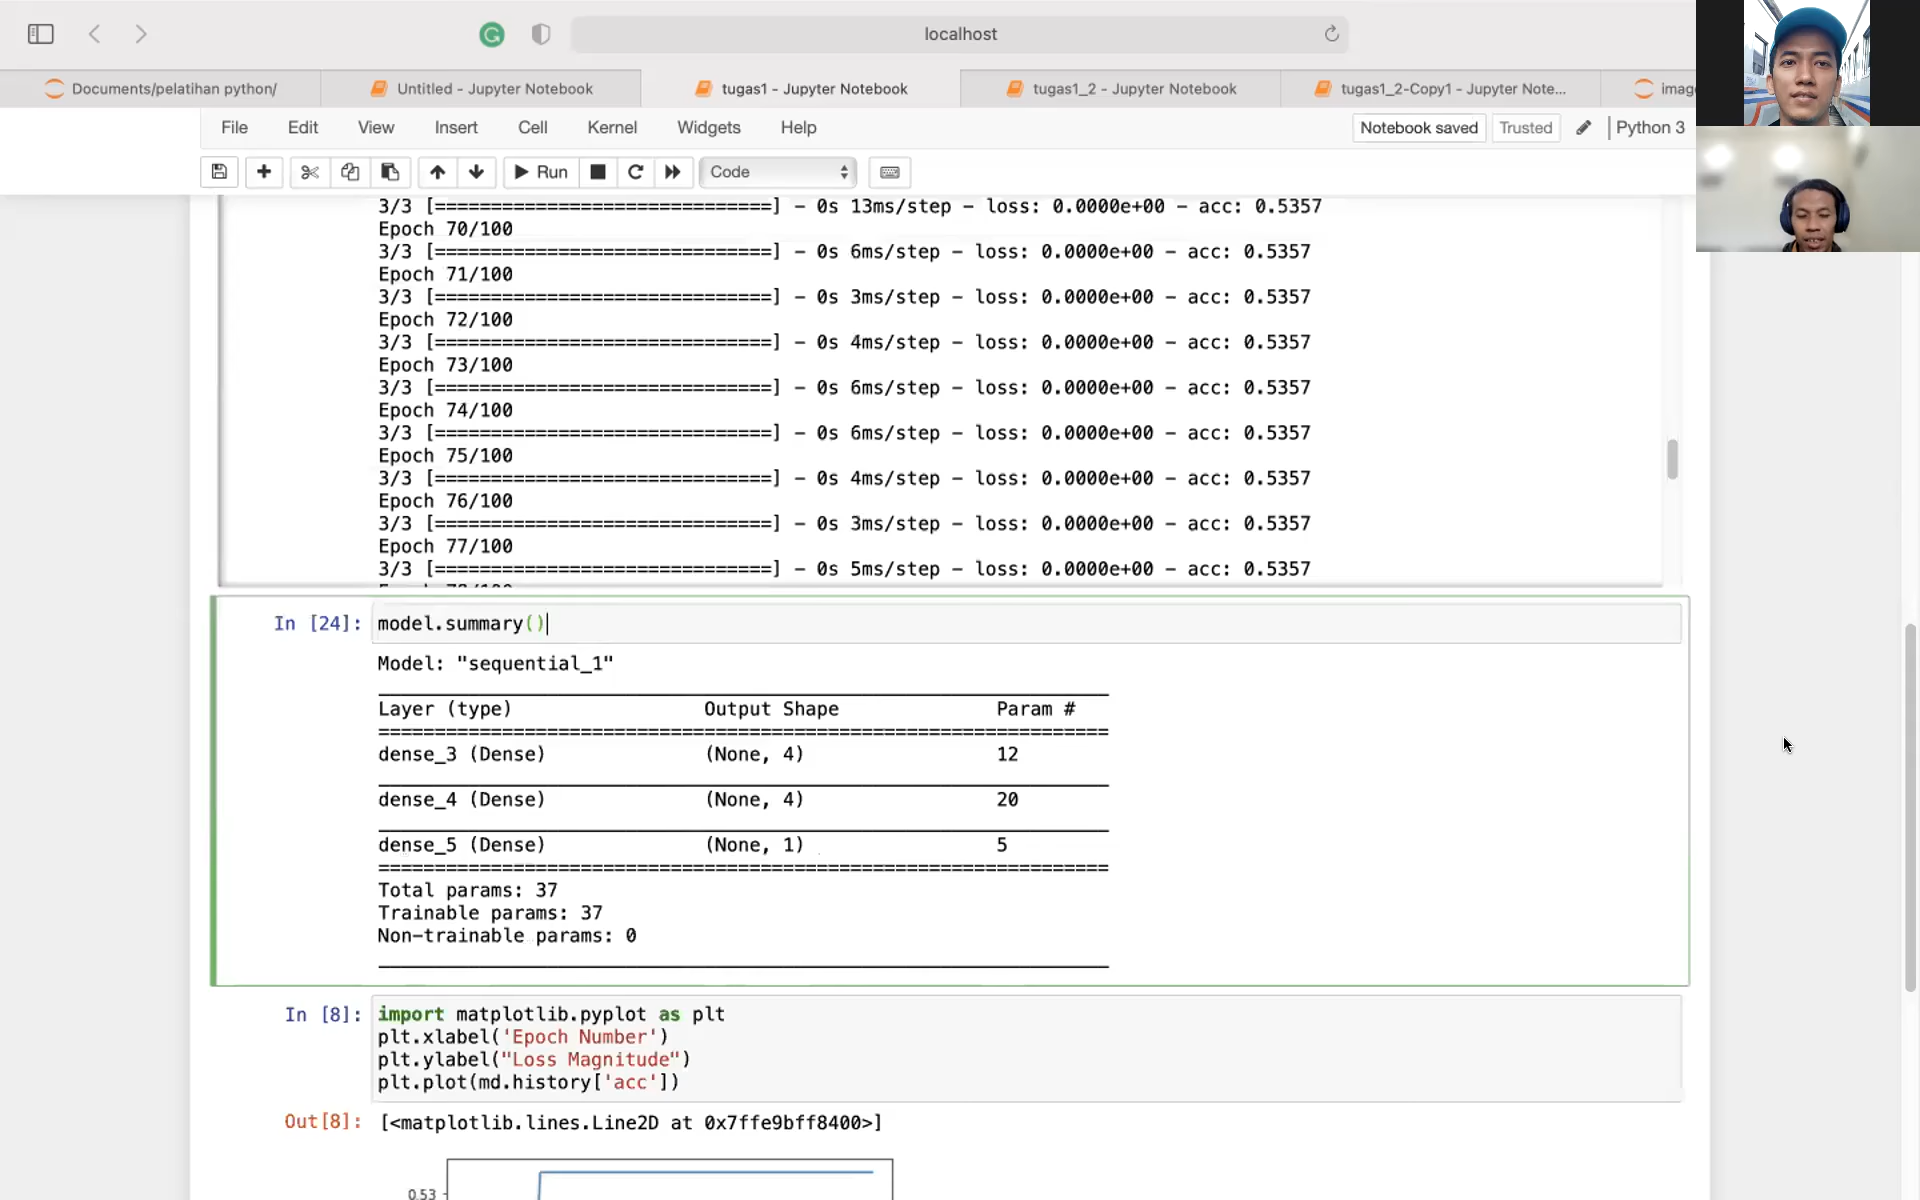 localhost
Documents/pelatihan python/
Untitled - Jupyter Notebook
tugas1 - Jupyter Notebook
tugas1_2 - Jupyter Notebook
tugas1_2-Copy1 - Jupyter Note...
imag
File Edit View Insert Cell Kernel Widgets Help
Notebook saved Trusted Python 3
Run Code
3/3 [==============================] - 0s 13ms/step - loss: 0.0000e+00 - acc: 0.5357
Epoch 70/100
3/3 [==============================] - 0s 6ms/step - loss: 0.0000e+00 - acc: 0.5357
Epoch 71/100
3/3 [==============================] - 0s 3ms/step - loss: 0.0000e+00 - acc: 0.5357
Epoch 72/100
3/3 [==============================] - 0s 4ms/step - loss: 0.0000e+00 - acc: 0.5357
Epoch 73/100
3/3 [==============================] - 0s 6ms/step - loss: 0.0000e+00 - acc: 0.5357
Epoch 74/100
3/3 [==============================] - 0s 6ms/step - loss: 0.0000e+00 - acc: 0.5357
Epoch 75/100
3/3 [==============================] - 0s 4ms/step - loss: 0.0000e+00 - acc: 0.5357
Epoch 76/100
3/3 [==============================] - 0s 3ms/step - loss: 0.0000e+00 - acc: 0.5357
Epoch 77/100
3/3 [==============================] - 0s 5ms/step - loss: 0.0000e+00 - acc: 0.5357
In [24]: model.summary()
Model: "sequential_1"
Layer (type) Output Shape Param #
=================================================================
dense_3 (Dense) (None, 4) 12
dense_4 (Dense) (None, 4) 20
dense_5 (Dense) (None, 1) 5
=================================================================
Total params: 37
Trainable params: 37
Non-trainable params: 0
In [8]: import matplotlib.pyplot as plt
plt.xlabel('Epoch Number')
plt.ylabel("Loss Magnitude")
plt.plot(md.history['acc'])
Out[8]: [<matplotlib.lines.Line2D at 0x7ffe9bff8400>]
0.53